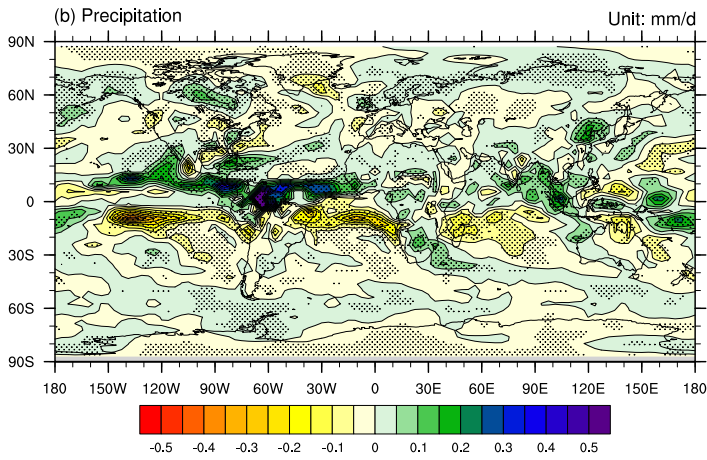 (b) Precipitation Unit: mm/d
90N
60N
30N
0
30S
60S
90S
180 150W 120W 90W 60W 30W 0 30E 60E 90E 120E 150E 180
-0.5 -0.4 -0.3 -0.2 -0.1 0 0.1 0.2 0.3 0.4 0.5